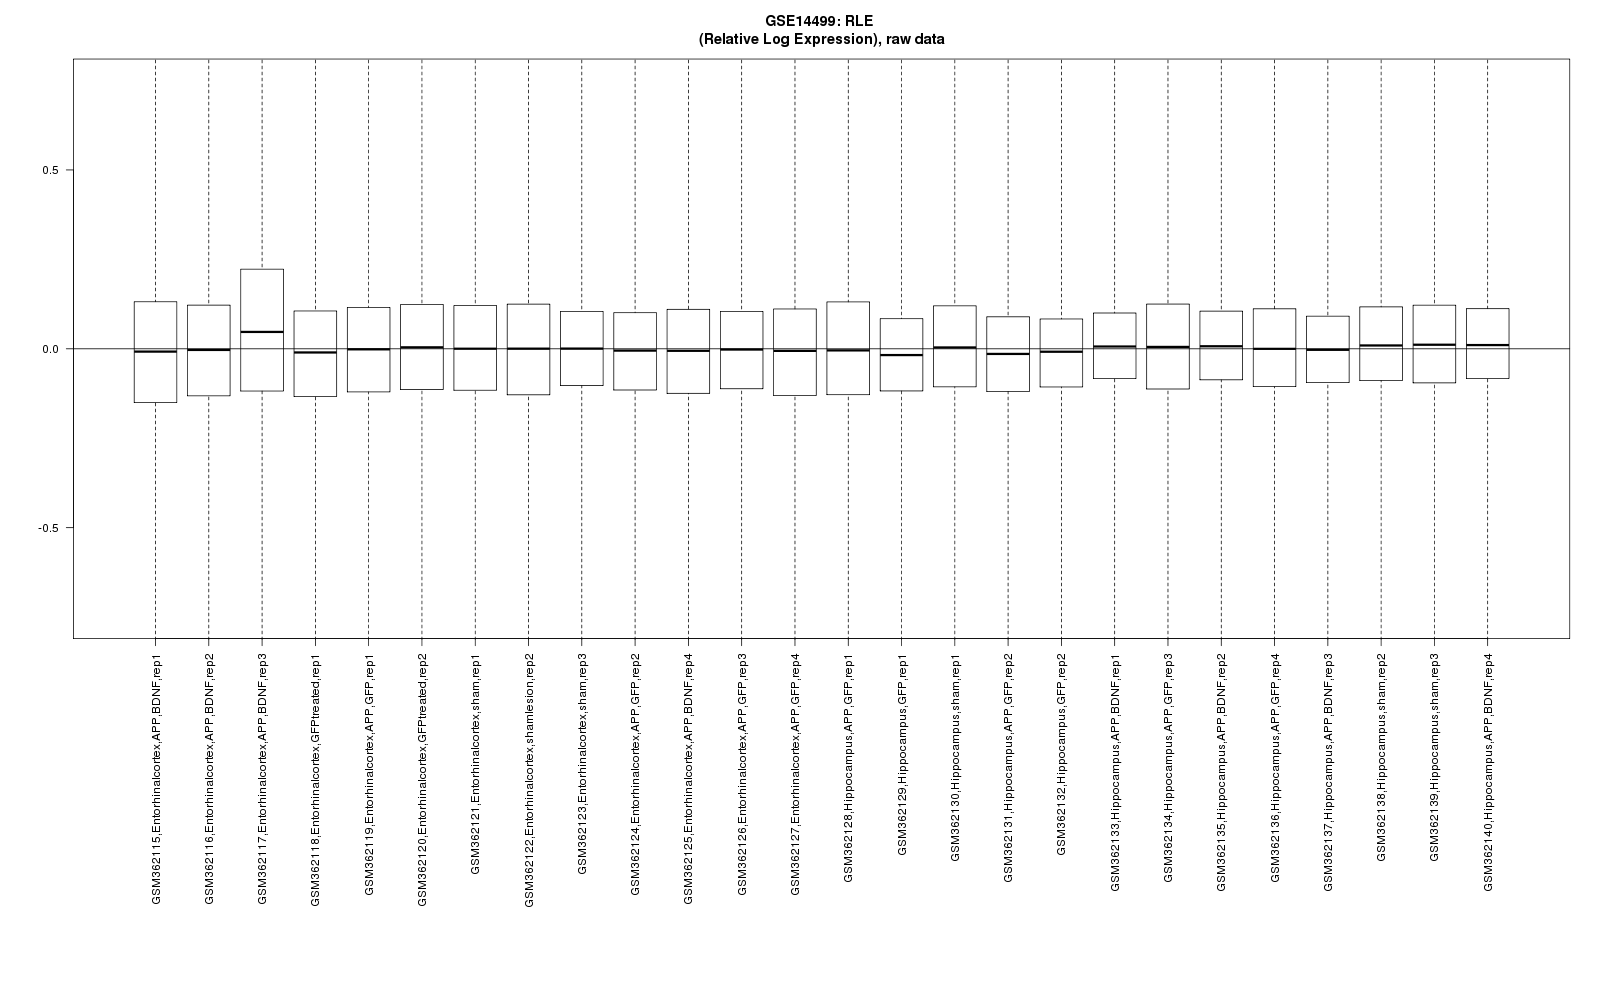 GSE14499: RLE
(Relative Log Expression), raw data
0.5
0.0
-0.5
GSM362115,Entorhinalcortex,APP,BDNF,rep1
GSM362116,Entorhinalcortex,APP,BDNF,rep2
GSM362117,Entorhinalcortex,APP,BDNF,rep3
GSM362118,Entorhinalcortex,GFPtreated,rep1
GSM362119,Entorhinalcortex,APP,GFP,rep1
GSM362120,Entorhinalcortex,GFPtreated,rep2
GSM362121,Entorhinalcortex,sham,rep1
GSM362122,Entorhinalcortex,shamlesion,rep2
GSM362123,Entorhinalcortex,sham,rep3
GSM362124,Entorhinalcortex,APP,GFP,rep2
GSM362125,Entorhinalcortex,APP,BDNF,rep4
GSM362126,Entorhinalcortex,APP,GFP,rep3
GSM362127,Entorhinalcortex,APP,GFP,rep4
GSM362128,Hippocampus,APP,GFP,rep1
GSM362129,Hippocampus,GFP,rep1
GSM362130,Hippocampus,sham,rep1
GSM362131,Hippocampus,APP,GFP,rep2
GSM362132,Hippocampus,GFP,rep2
GSM362133,Hippocampus,APP,BDNF,rep1
GSM362134,Hippocampus,APP,GFP,rep3
GSM362135,Hippocampus,APP,BDNF,rep2
GSM362136,Hippocampus,APP,GFP,rep4
GSM362137,Hippocampus,APP,BDNF,rep3
GSM362138,Hippocampus,sham,rep2
GSM362139,Hippocampus,sham,rep3
GSM362140,Hippocampus,APP,BDNF,rep4